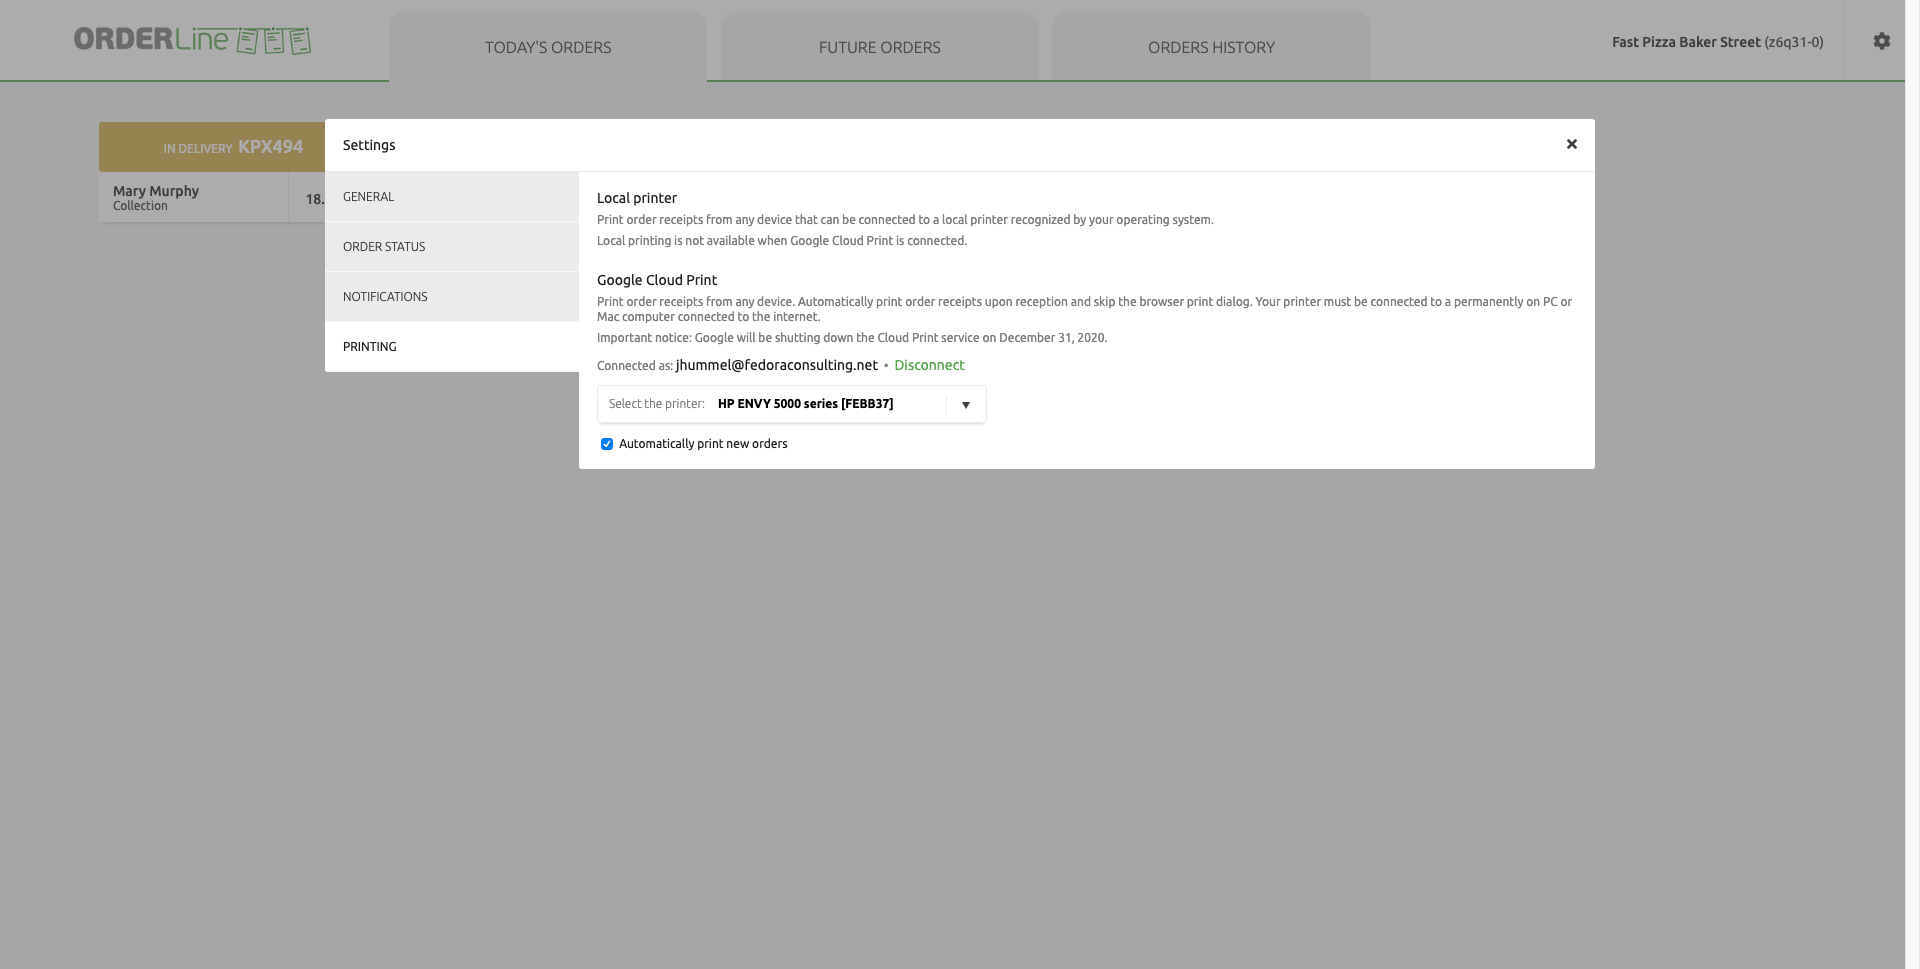 ORDERLine
TODAY'S ORDERS
FUTURE ORDERS
ORDERS HISTORY
Fast Pizza Baker Street (z6q31-0)
IN DELIVERY KPX494
Mary Murphy
Collection
18.
Settings
GENERAL
ORDER STATUS
NOTIFICATIONS
PRINTING
Local printer
Print order receipts from any device that can be connected to a local printer recognized by your operating system.
Local printing is not available when Google Cloud Print is connected.
Google Cloud Print
Print order receipts from any device. Automatically print order receipts upon reception and skip the browser print dialog. Your printer must be connected to a permanently on PC or
Mac computer connected to the internet.
Important notice: Google will be shutting down the Cloud Print service on December 31, 2020.
Connected as: jhummel@fedoraconsulting.net • Disconnect
Select the printer: HP ENVY 5000 series [FEBB37]
Automatically print new orders